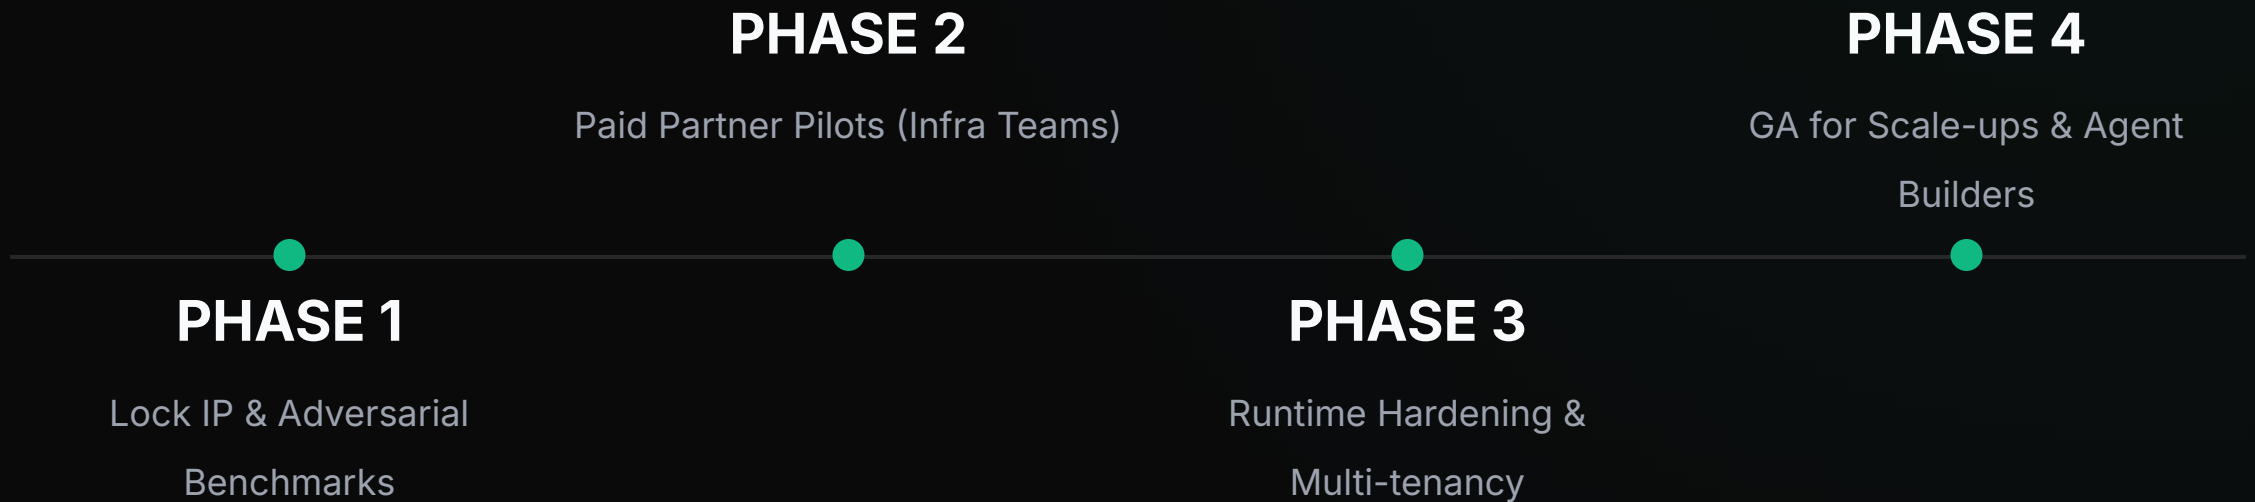 PHASE 1
Lock IP & Adversarial
Benchmarks
PHASE 2
Paid Partner Pilots (Infra Teams)
PHASE 3
Runtime Hardening &
Multi-tenancy
PHASE 4
GA for Scale-ups & Agent
Builders